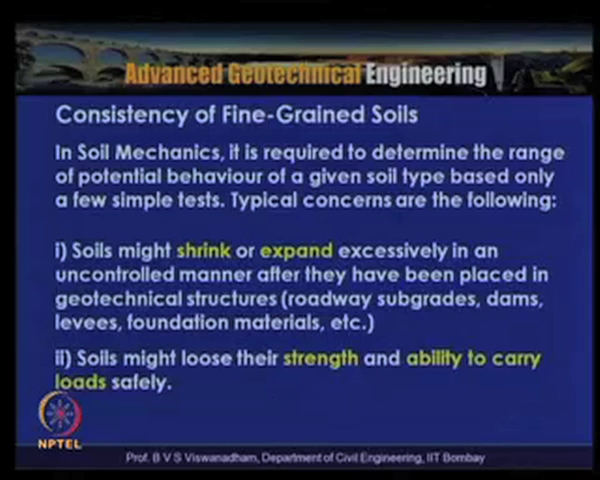 Advanced Geotechnical Engineering
Consistency of Fine-Grained Soils
In Soil Mechanics, it is required to determine the range
of potential behaviour of a given soil type based only
a few simple tests. Typical concerns are the following:
i) Soils might shrink or expand excessively in an
uncontrolled manner after they have been placed in
geotechnical structures (roadway subgrades, dams,
levees, foundation materials, etc.)
ii) Soils might loose their strength and ability to carry
loads safely.
NPTEL
Prof. B V S Viswanadham, Department of Civil Engineering, IIT Bombay